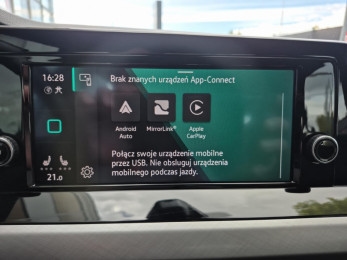 16:28
Brak znanych urządzeń App-Connect
Android
Auto
MirrorLink®
Apple
CarPlay
Połącz swoje urządzenie mobilne
przez USB. Nie obsługuj urządzenia
mobilnego podczas jazdy.
21.0